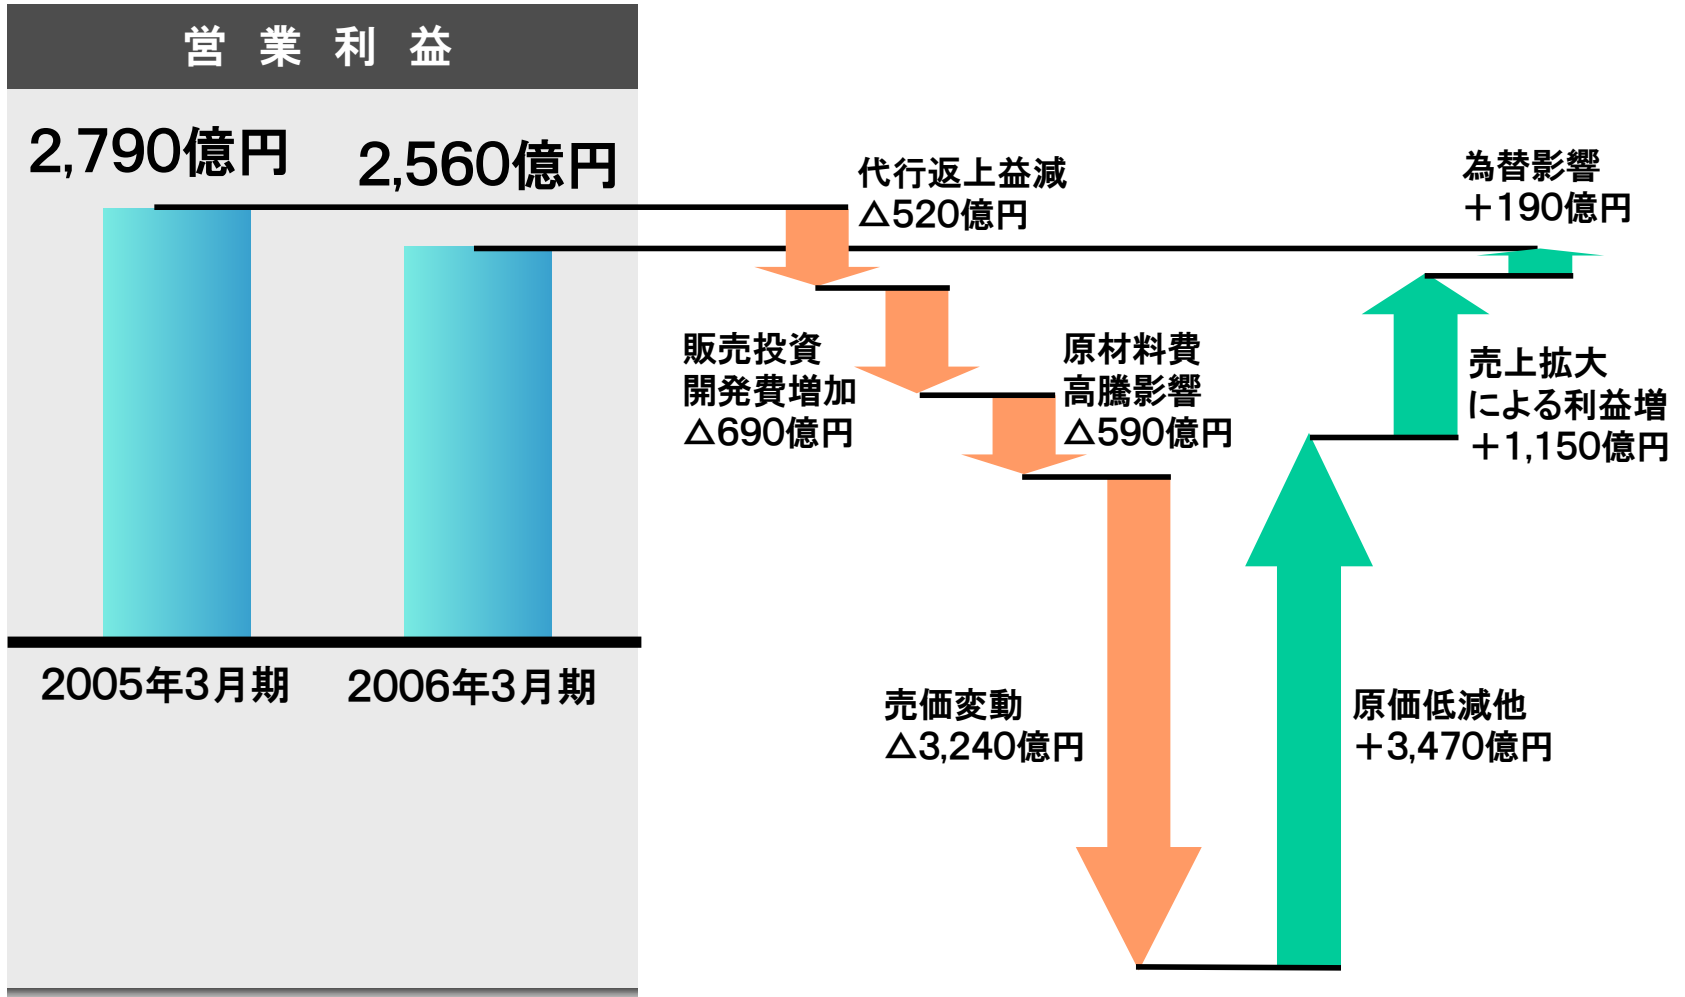 営業利益
2,790億円
2,560億円
2005年3月期
2006年3月期
代行返上益減
△520億円
販売投資
開発費増加
△690億円
原材料費
高騰影響
△590億円
売価変動
△3,240億円
原価低減他
＋3,470億円
売上拡大
による利益増
＋1,150億円
為替影響
＋190億円